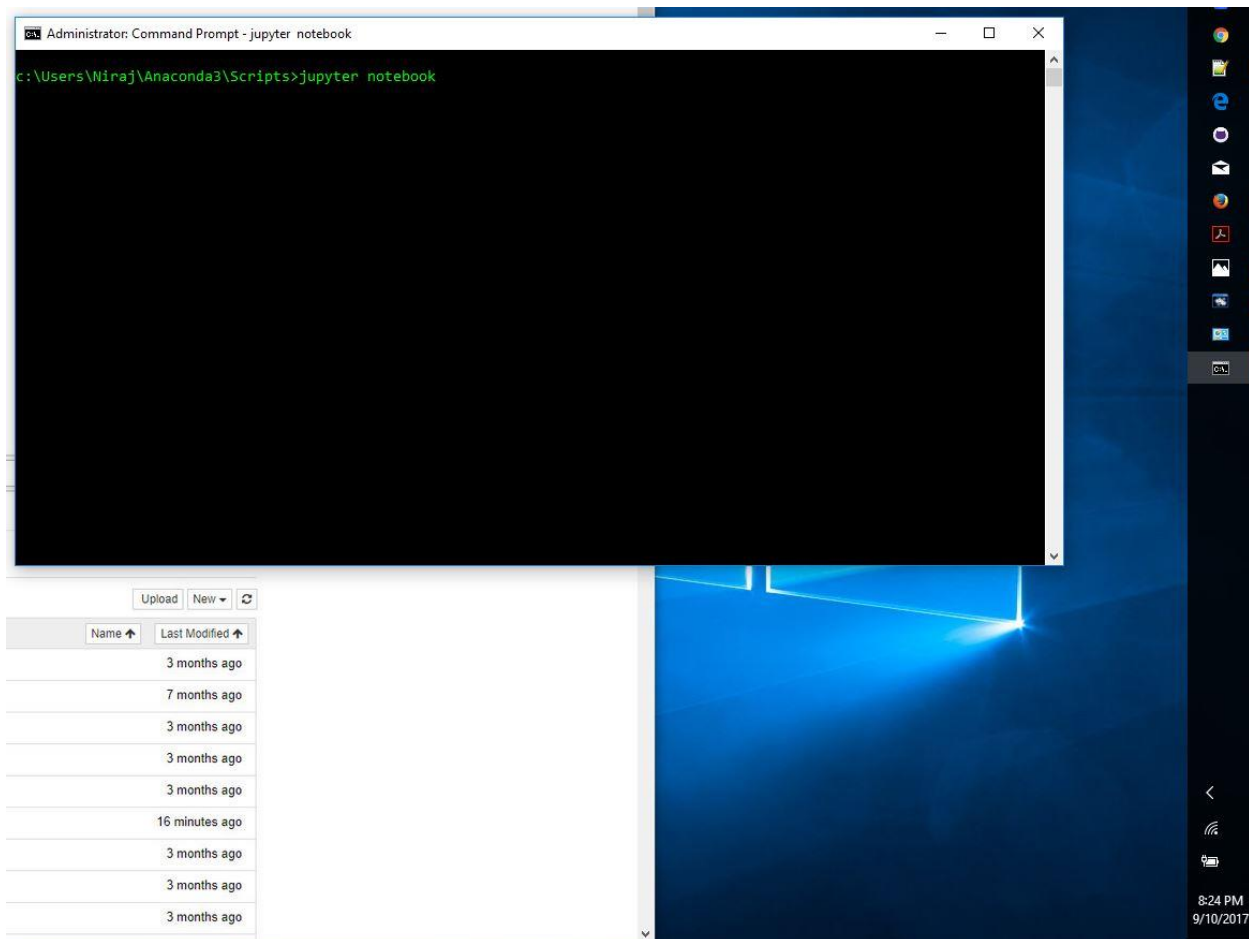 Administrator: Command Prompt - jupyter notebook
c:\Users\Niraj\Anaconda3\Scripts>jupyter notebook
Upload New
Name Last Modified
3 months ago
7 months ago
3 months ago
3 months ago
3 months ago
16 minutes ago
3 months ago
3 months ago
3 months ago
8:24 PM
9/10/2017